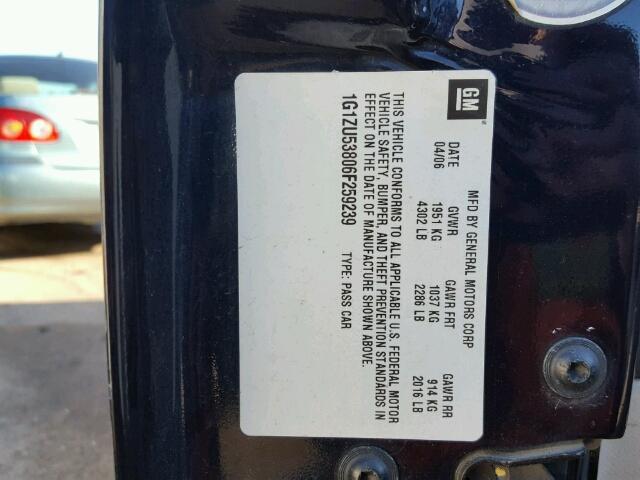 GM
MFD BY GENERAL MOTORS CORP
DATE GVWR GAWR FRT GAWR RR
04/06 1951 KG 1037 KG 914 KG
4302 LB 2286 LB 2016 LB
THIS VEHICLE CONFORMS TO ALL APPLICABLE U.S. FEDERAL MOTOR
VEHICLE SAFETY, BUMPER, AND THEFT PREVENTION STANDARDS IN
EFFECT ON THE DATE OF MANUFACTURE SHOWN ABOVE.
1G1ZU53806F259239 TYPE: PASS CAR